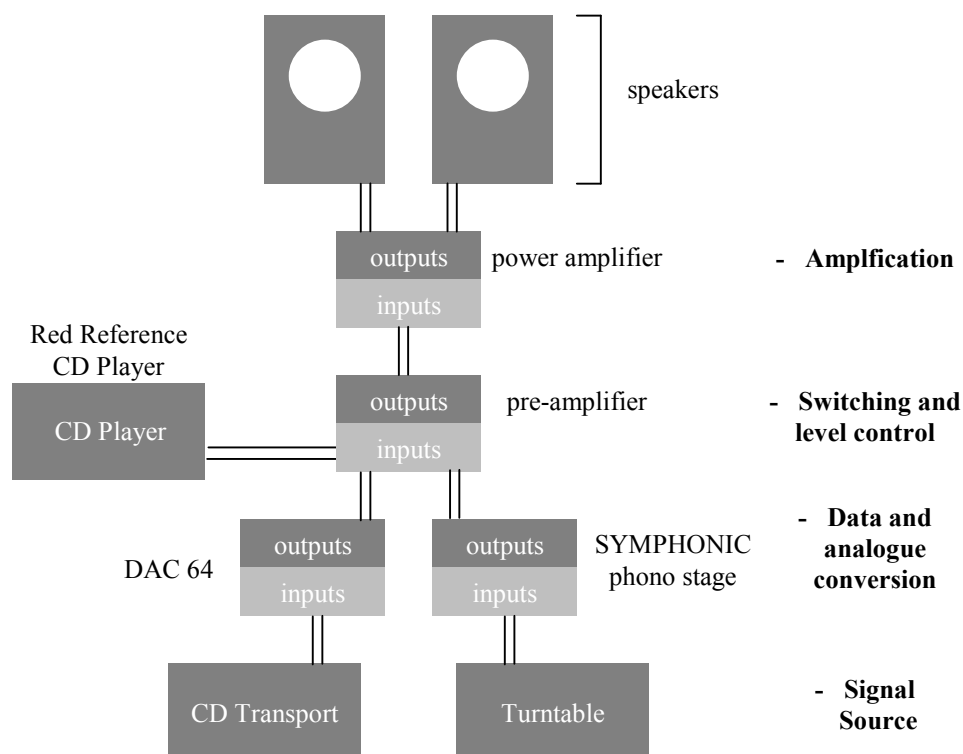 speakers
outputs
power amplifier
- Amplfication
inputs
Red Reference
CD Player
CD Player
outputs
inputs
pre-amplifier
- Switching and
level control
DAC 64
outputs
inputs
outputs
inputs
SYMPHONIC
phono stage
- Data and
analogue
conversion
CD Transport
Turntable
- Signal
Source